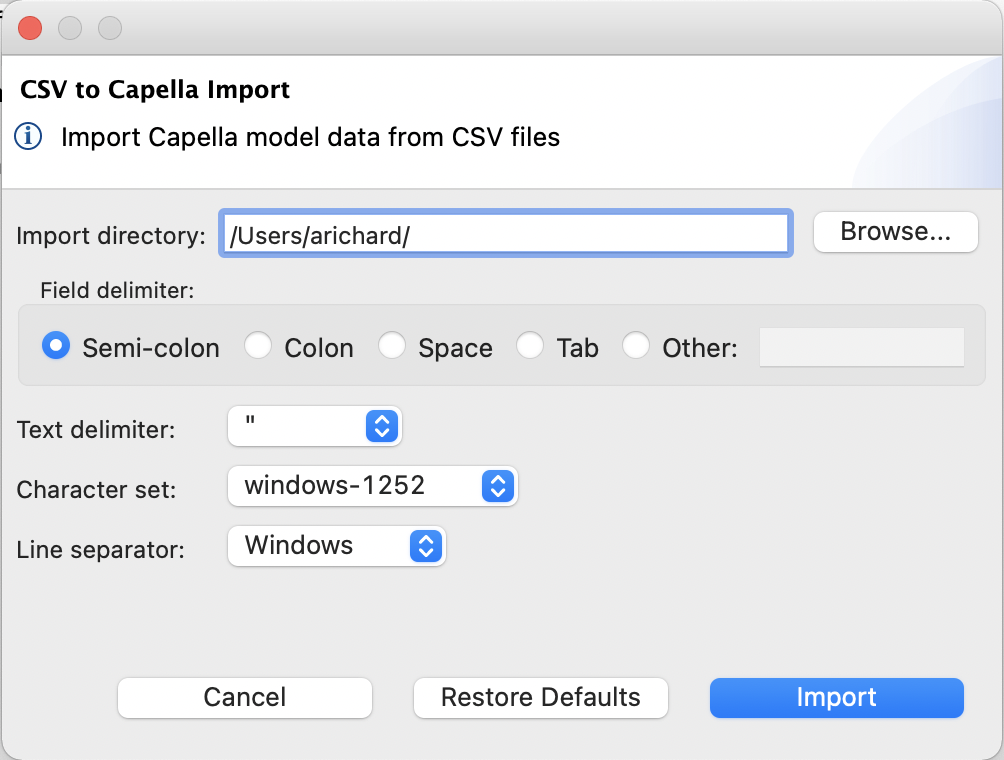 CSV to Capella Import
Import Capella model data from CSV files
Import directory: /Users/arichard/ Browse...
Field delimiter:
Semi-colon Colon Space Tab Other:
Text delimiter: "
Character set: windows-1252
Line separator: Windows
Cancel Restore Defaults Import